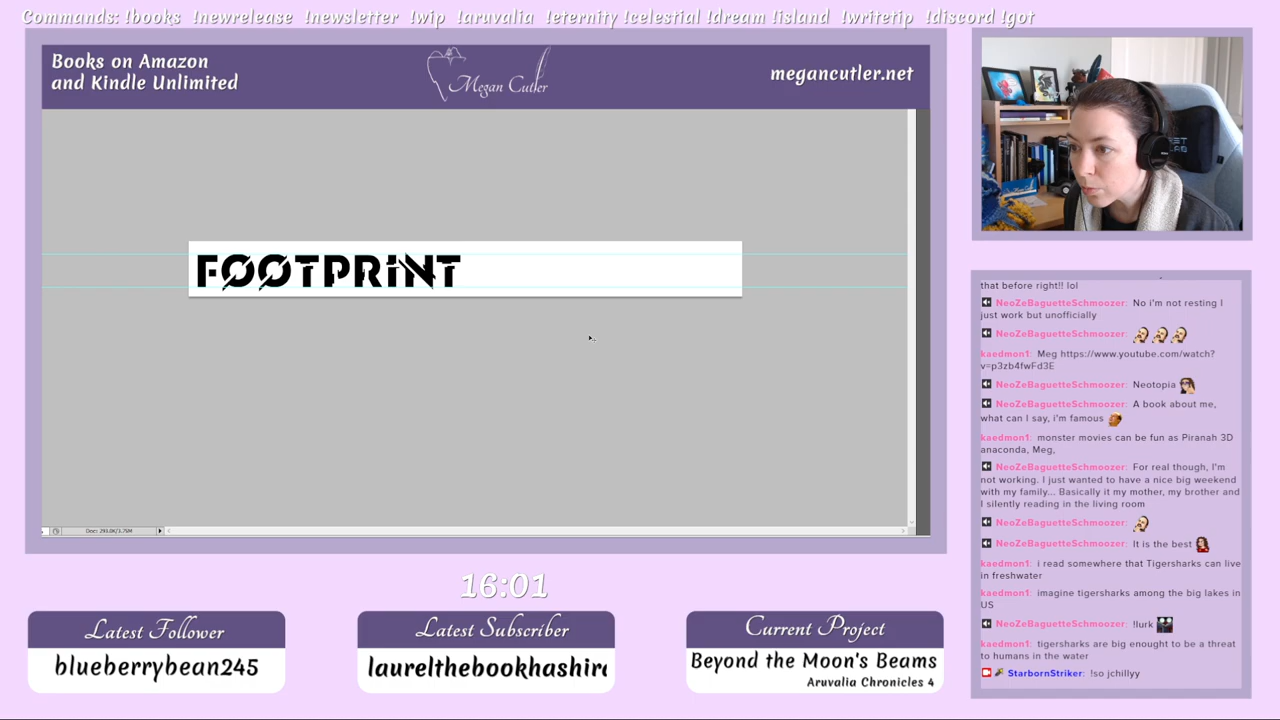 Commands: !books !newrelease !newsletter !wip !aruvalia !eternity !celestial !dream !island !writetip !discord !got
Books on Amazon
and Kindle Unlimited
Megan Cutler
megancutler.net
FOOTPRINT
Doc: 293.0K/3.75M
16:01
Latest Follower
blueberrybean245
Latest Subscriber
laurelthebookhashira
Current Project
Beyond the Moon's Beams
Aruvalia Chronicles 4
that before right!! lol
NeoZeBaguetteSchmoozer: No i'm not resting I
just work but unofficially
NeoZeBaguetteSchmoozer:
kaedmon1: Meg https://www.youtube.com/watch?
v=p3zb4fwFd3E
NeoZeBaguetteSchmoozer: Neotopia
NeoZeBaguetteSchmoozer: A book about me,
what can I say, i'm famous
kaedmon1: monster movies can be fun as Piranah 3D
anaconda, Meg,
NeoZeBaguetteSchmoozer: For real though, I'm
not working. I just wanted to have a nice big weekend
with my family... Basically it my mother, my brother and
I silently reading in the living room
NeoZeBaguetteSchmoozer:
NeoZeBaguetteSchmoozer: It is the best
kaedmon1: i read somewhere that Tigersharks can live
in freshwater
kaedmon1: imagine tigersharks among the big lakes in
US
NeoZeBaguetteSchmoozer: !lurk
kaedmon1: tigersharks are big enought to be a threat
to humans in the water
StarbornStriker: !so jchillyy